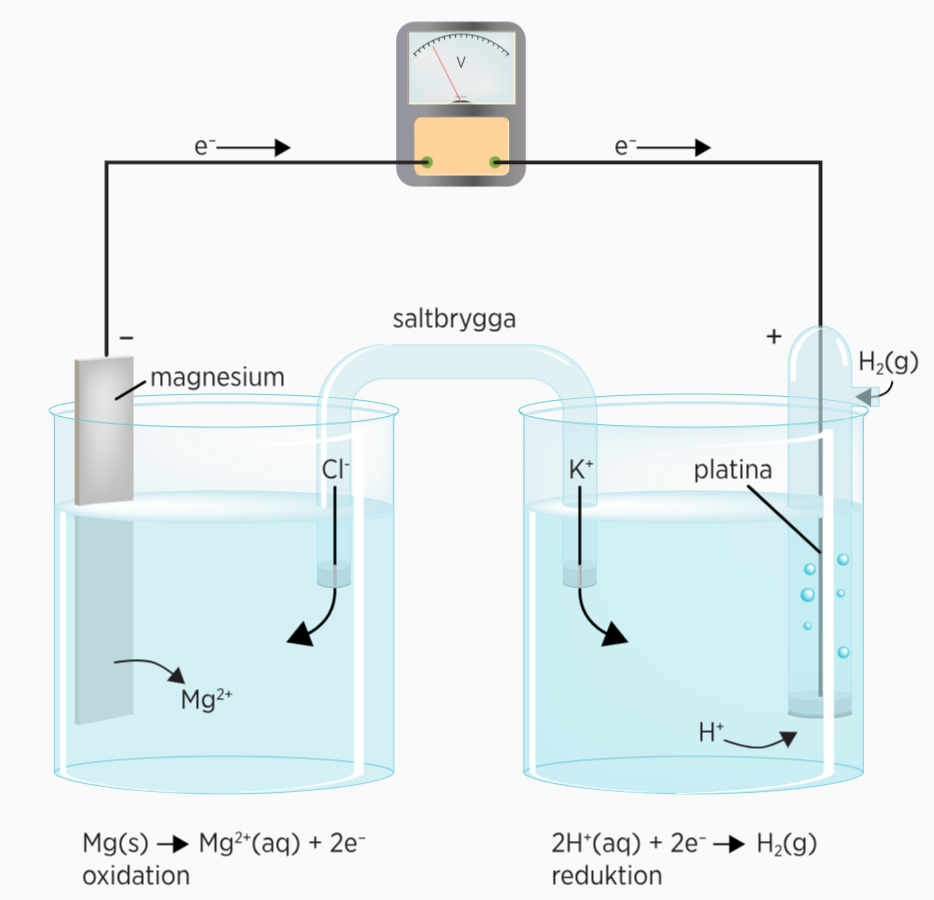 V
e⁻
e⁻
saltbrygga
−
+
H₂(g)
magnesium
Cl⁻
K⁺
platina
Mg²⁺
H⁺
Mg(s) → Mg²⁺(aq) + 2e⁻
oxidation
2H⁺(aq) + 2e⁻ → H₂(g)
reduktion